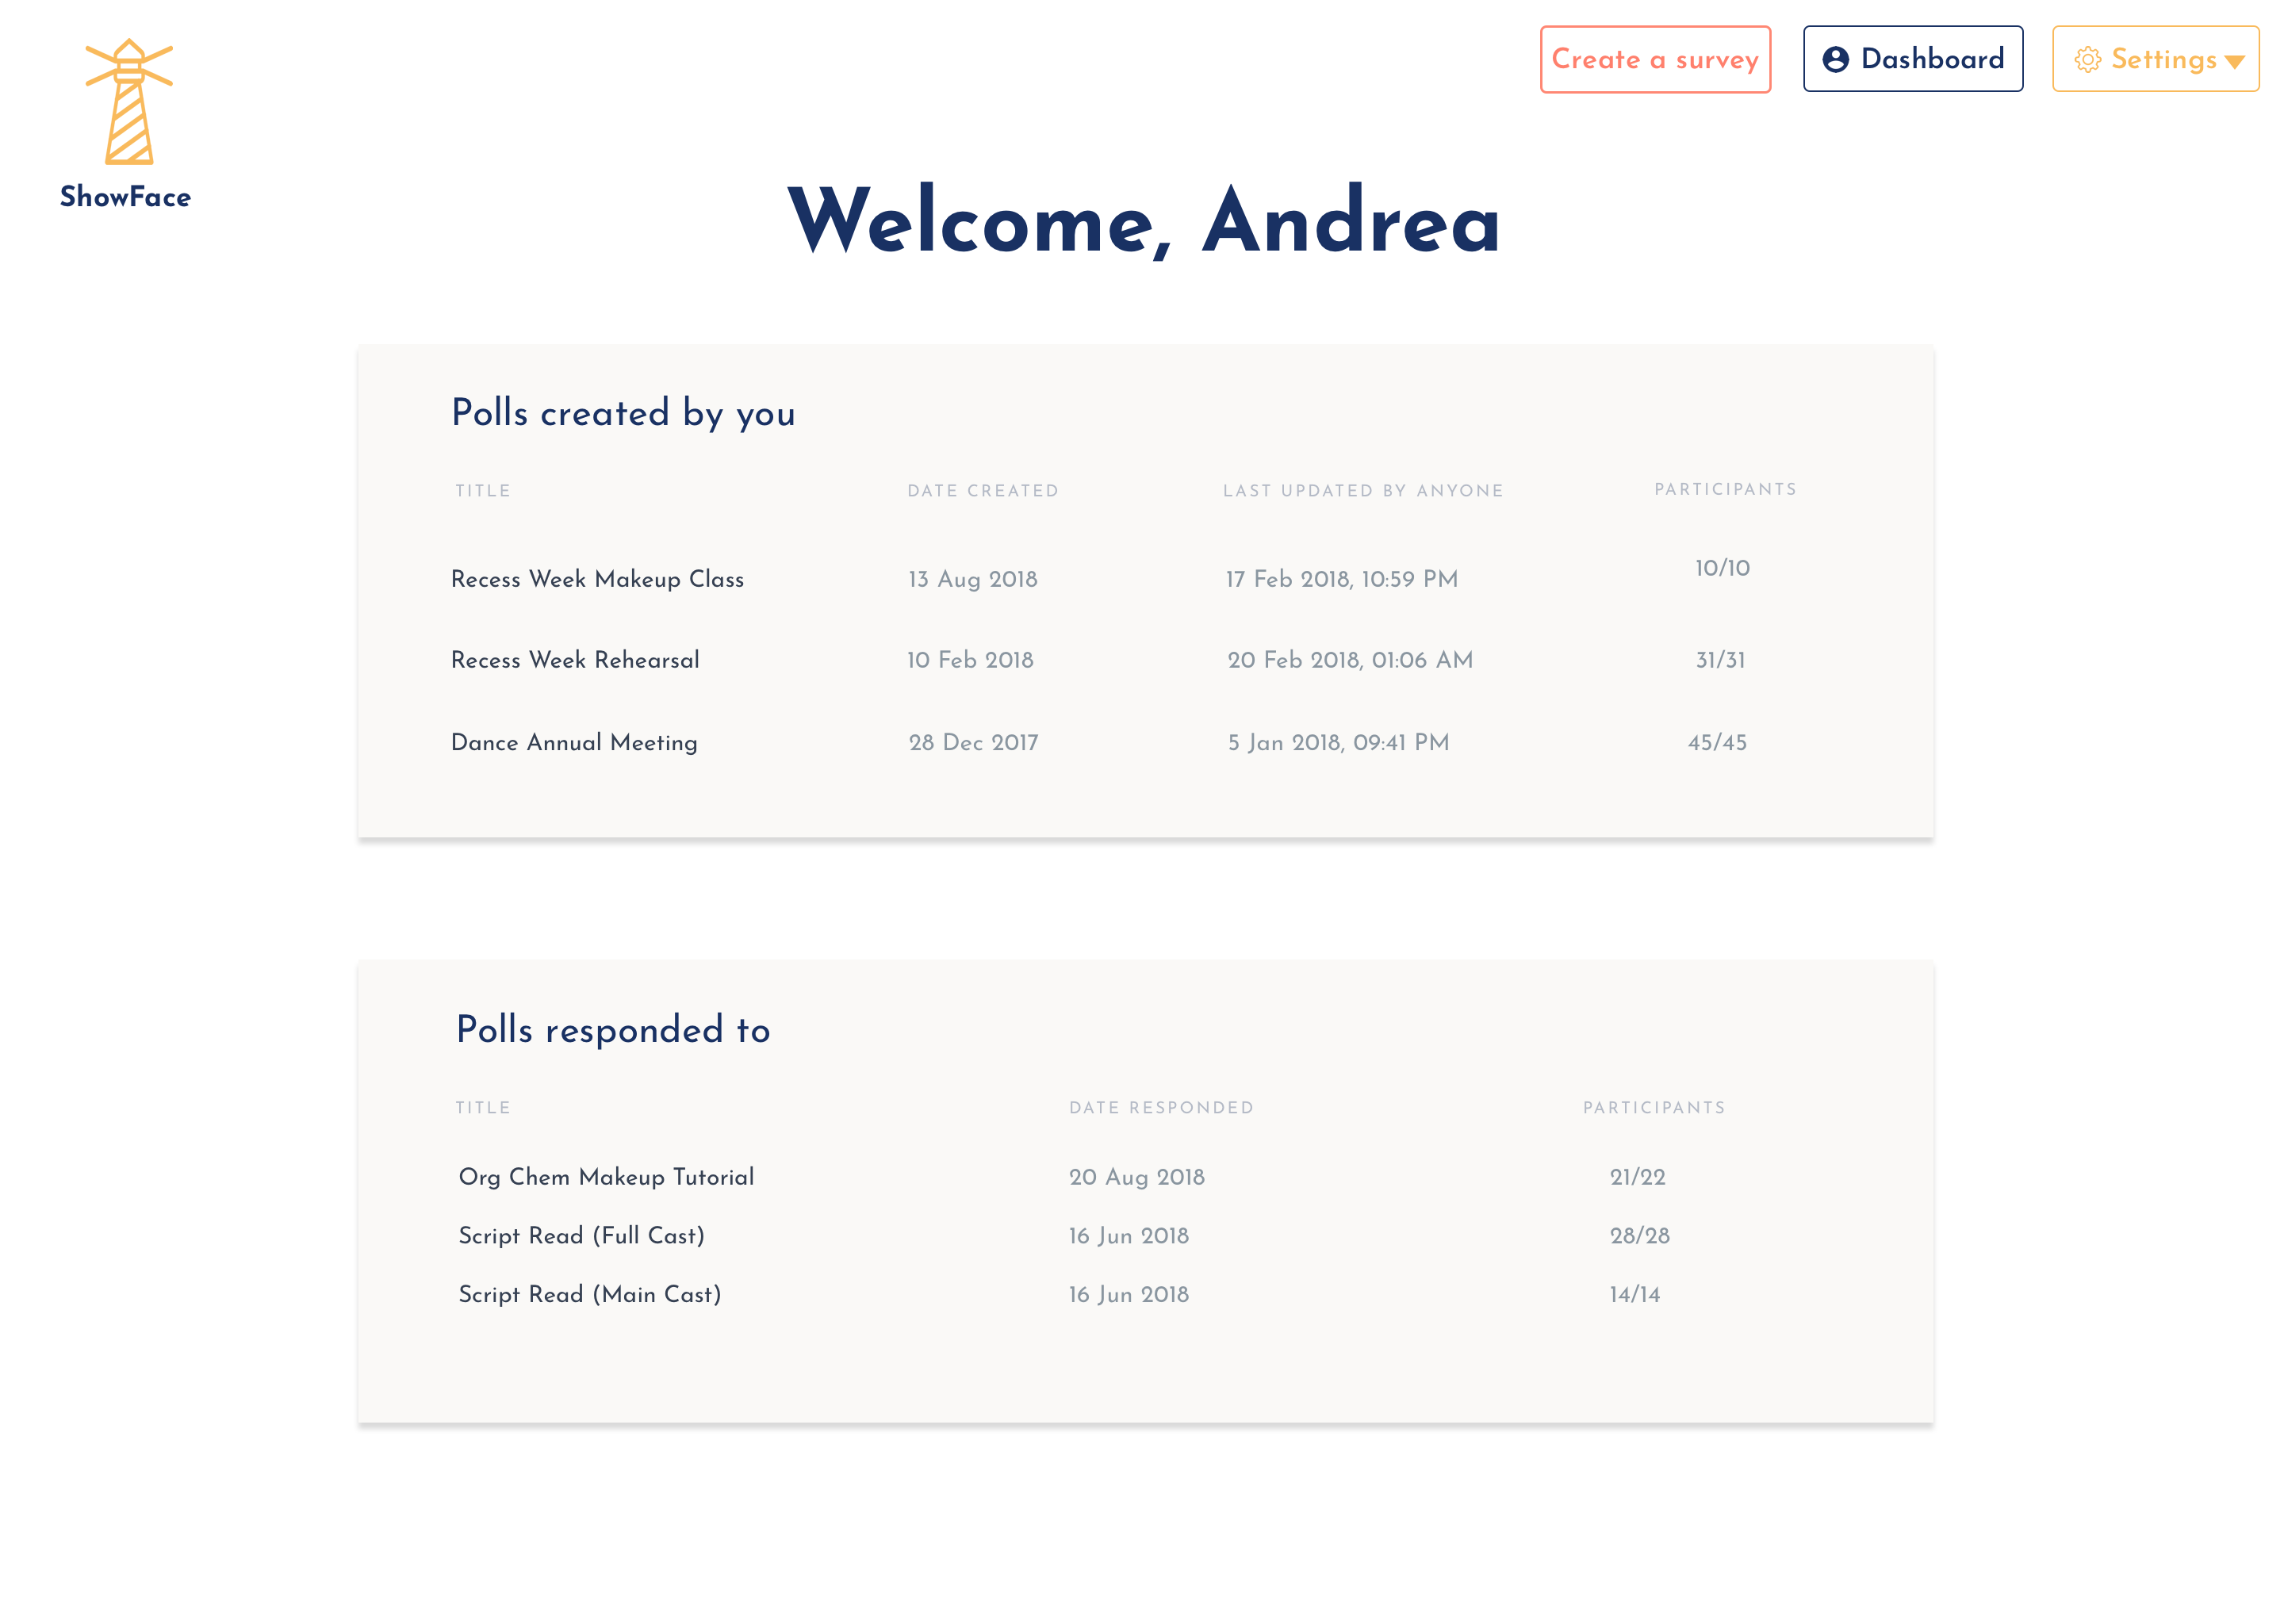 Create a survey Dashboard Settings
ShowFace
Welcome, Andrea
Polls created by you
TITLE DATE CREATED LAST UPDATED BY ANYONE PARTICIPANTS
Recess Week Makeup Class 13 Aug 2018 17 Feb 2018, 10:59 PM 10/10
Recess Week Rehearsal 10 Feb 2018 20 Feb 2018, 01:06 AM 31/31
Dance Annual Meeting 28 Dec 2017 5 Jan 2018, 09:41 PM 45/45
Polls responded to
TITLE DATE RESPONDED PARTICIPANTS
Org Chem Makeup Tutorial 20 Aug 2018 21/22
Script Read (Full Cast) 16 Jun 2018 28/28
Script Read (Main Cast) 16 Jun 2018 14/14